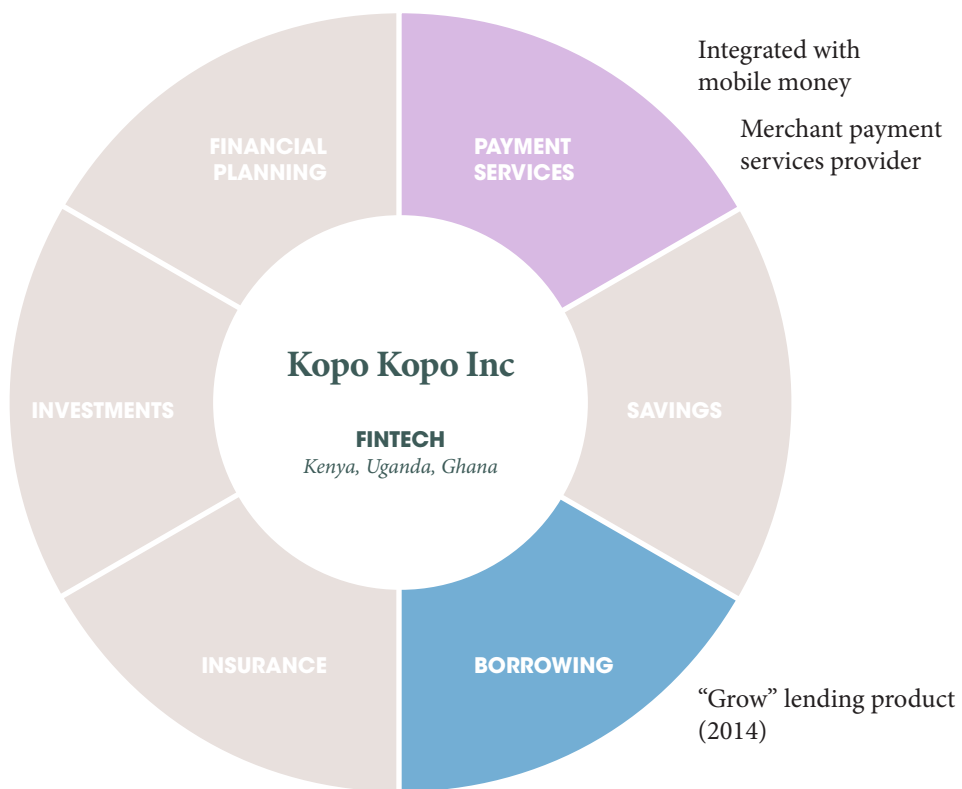 Integrated with
mobile money
Merchant payment
services provider
FINANCIAL
PLANNING
PAYMENT
SERVICES
Kopo Kopo Inc
INVESTMENTS
SAVINGS
FINTECH
Kenya, Uganda, Ghana
INSURANCE
BORROWING
“Grow” lending product
(2014)